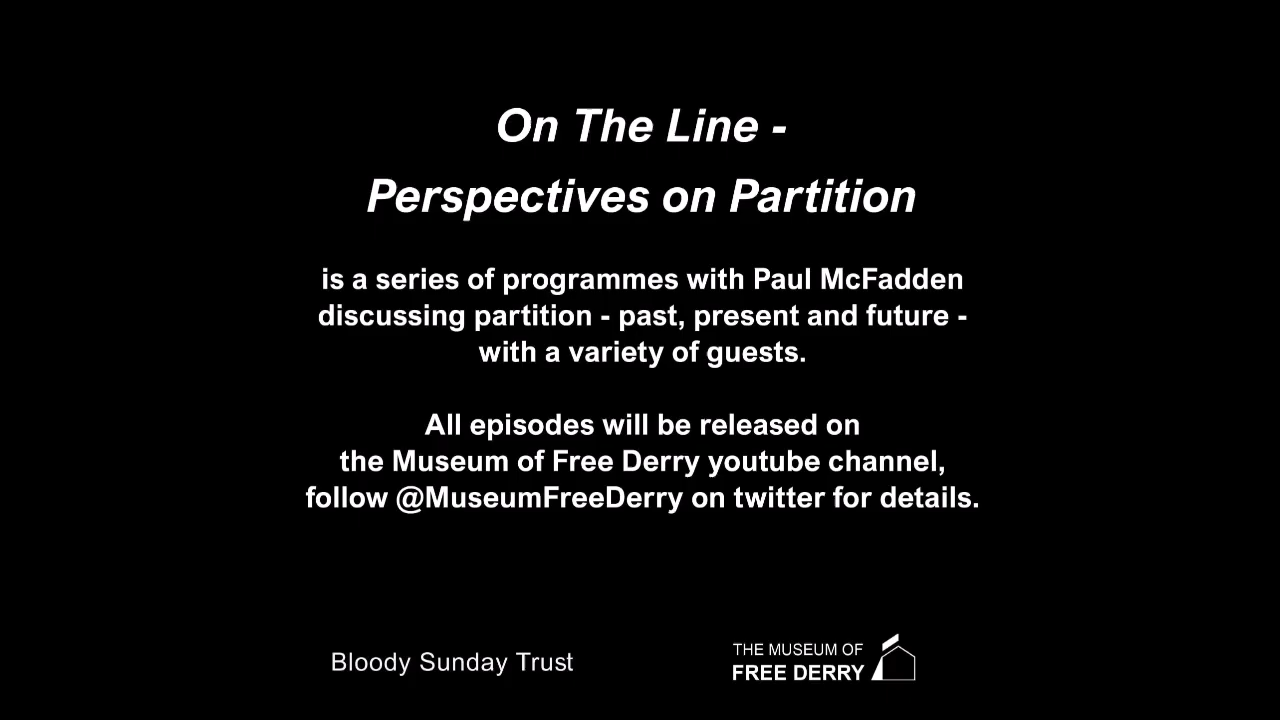 On The Line -
Perspectives on Partition
is a series of programmes with Paul McFadden
discussing partition - past, present and future -
with a variety of guests.
All episodes will be released on
the Museum of Free Derry youtube channel,
follow @MuseumFreeDerry on twitter for details.
Bloody Sunday Trust
THE MUSEUM OF
FREE DERRY